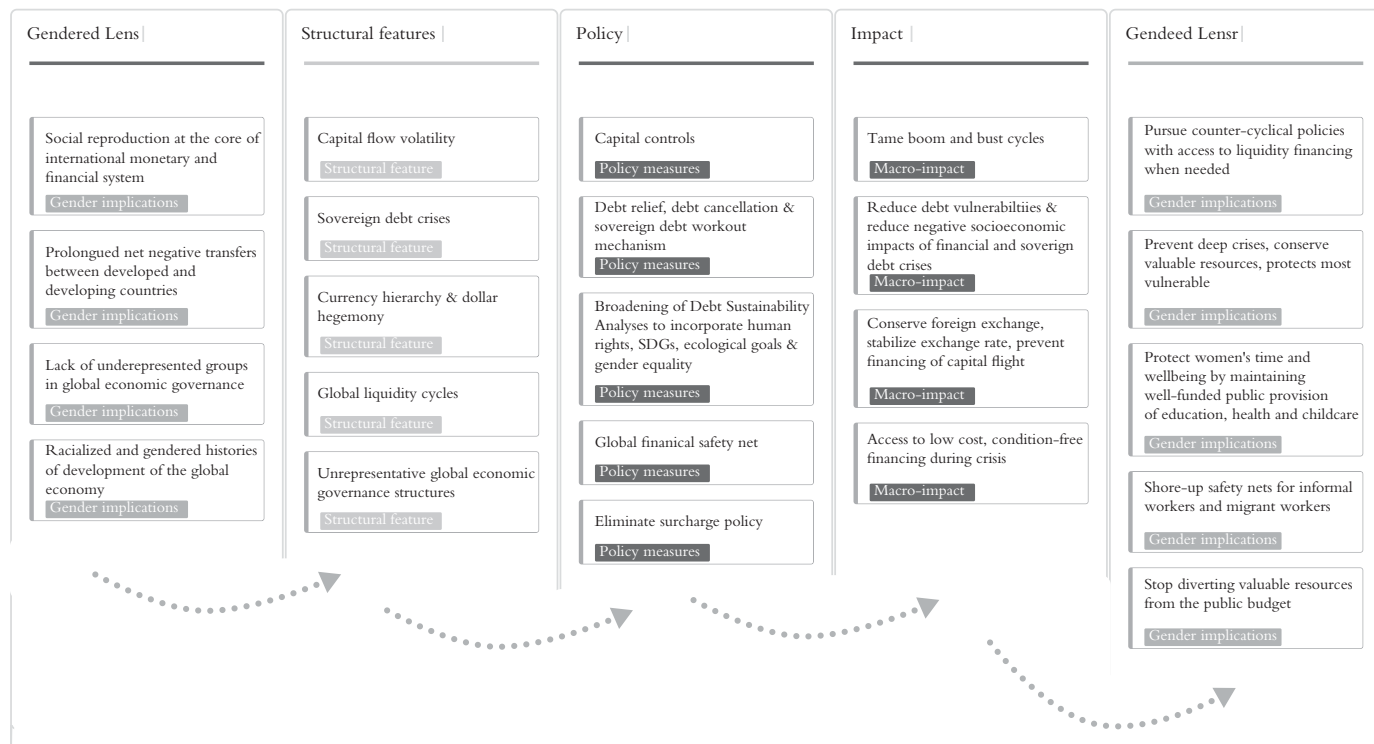 Gendered Lens
Social reproduction at the core of
international monetary and
financial system
Gender implications
Prolongued net negative transfers
between developed and
developing countries
Gender implications
Lack of underepresented groups
in global economic governance
Gender implications
Racialized and gendered histories
of development of the global
economy
Gender implications
Structural features
Capital flow volatility
Structural feature
Sovereign debt crises
Structural feature
Currency hierarchy & dollar
hegemony
Structural feature
Global liquidity cycles
Structural feature
Unrepresentative global economic
governance structures
Structural feature
Policy
Capital controls
Policy measures
Debt relief, debt cancellation &
sovereign debt workout
mechanism
Policy measures
Broadening of Debt Sustainability
Analyses to incorporate human
rights, SDGs, ecological goals &
gender equality
Policy measures
Global finanical safety net
Policy measures
Eliminate surcharge policy
Policy measures
Impact
Tame boom and bust cycles
Macro-impact
Reduce debt vulnerabiltiies &
reduce negative socioeconomic
impacts of financial and soverign
debt crises
Macro-impact
Conserve foreign exchange,
stabilize exchange rate, prevent
financing of capital flight
Macro-impact
Access to low cost, condition-free
financing during crisis
Macro-impact
Gendeed Lensr
Pursue counter-cyclical policies
with access to liquidity financing
when needed
Gender implications
Prevent deep crises, conserve
valuable resources, protects most
vulnerable
Gender implications
Protect women's time and
wellbeing by maintaining
well-funded public provision
of education, health and childcare
Gender implications
Shore-up safety nets for informal
workers and migrant workers
Gender implications
Stop diverting valuable resources
from the public budget
Gender implications